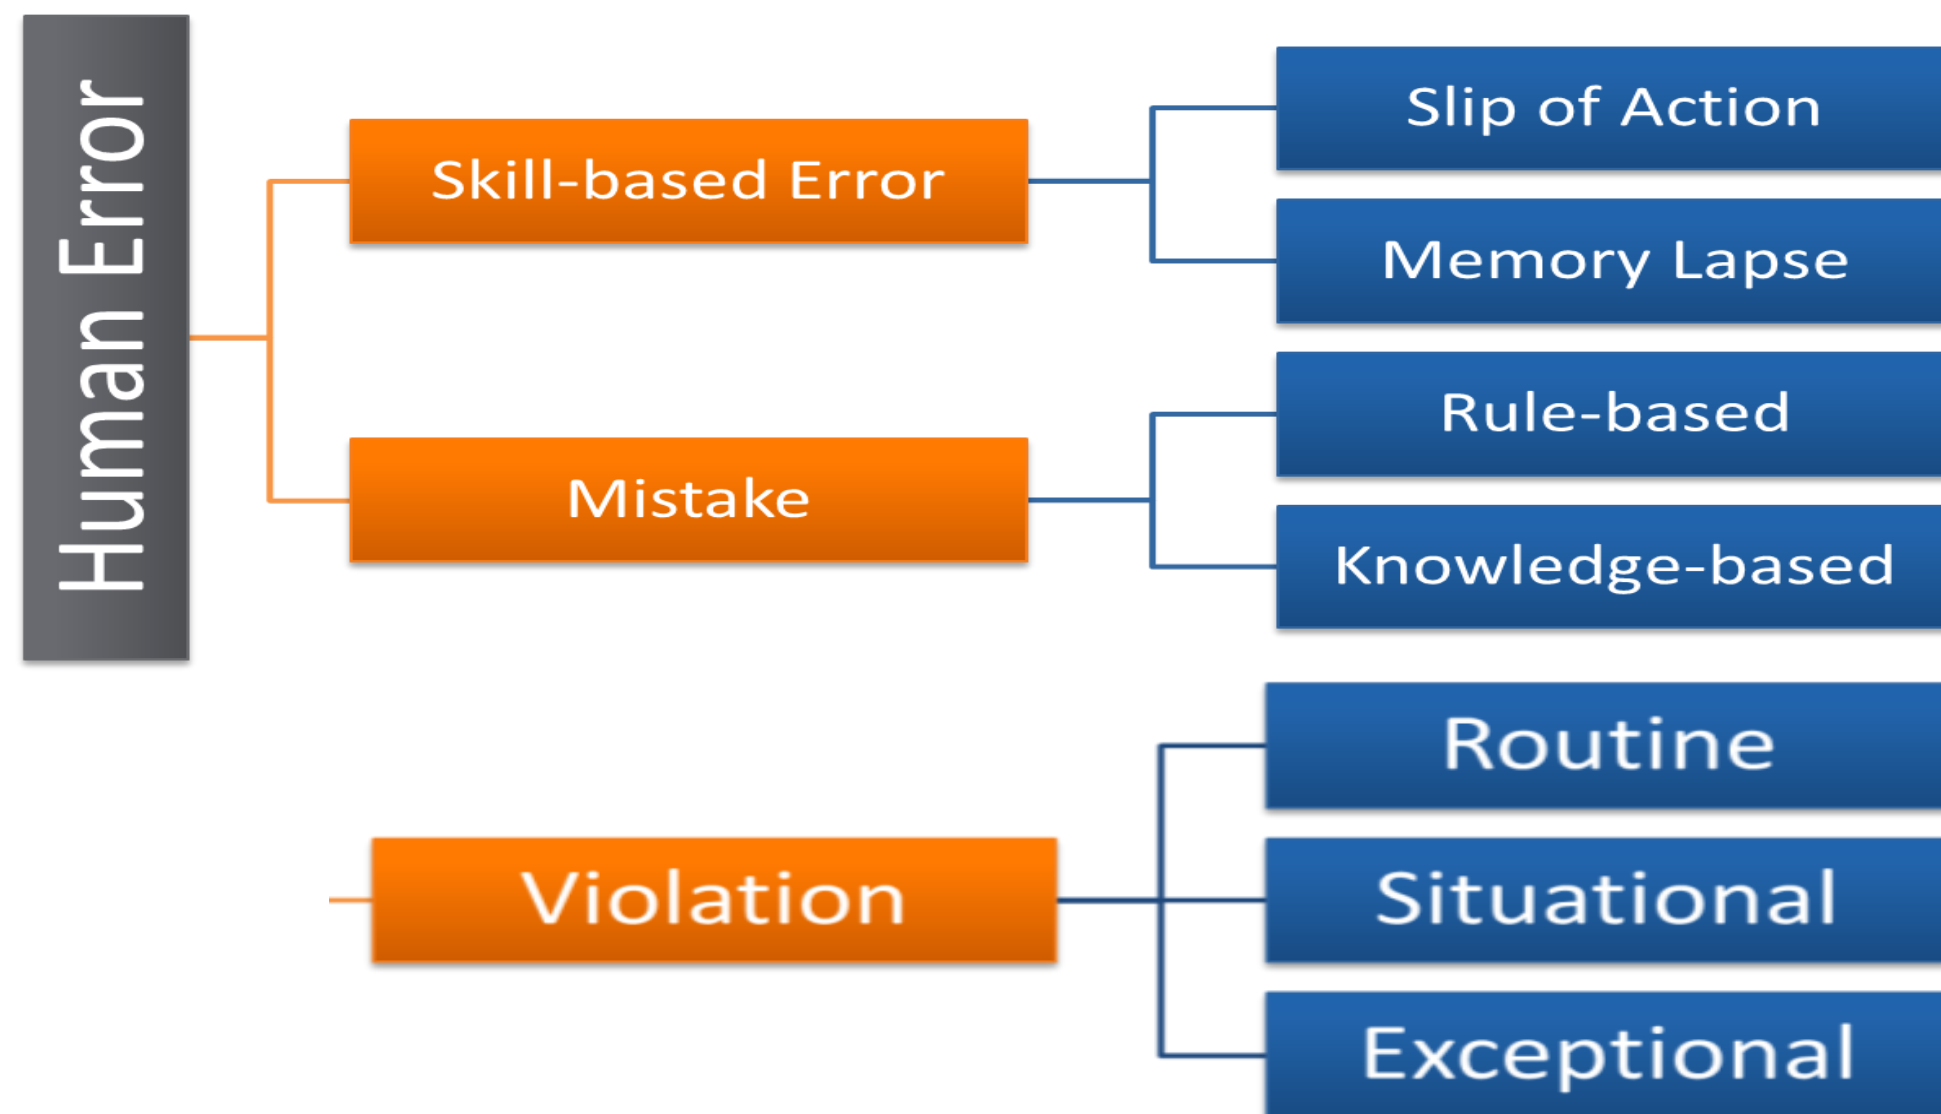 Human Error
Skill-based Error
Slip of Action
Memory Lapse
Mistake
Rule-based
Knowledge-based
Violation
Routine
Situational
Exceptional